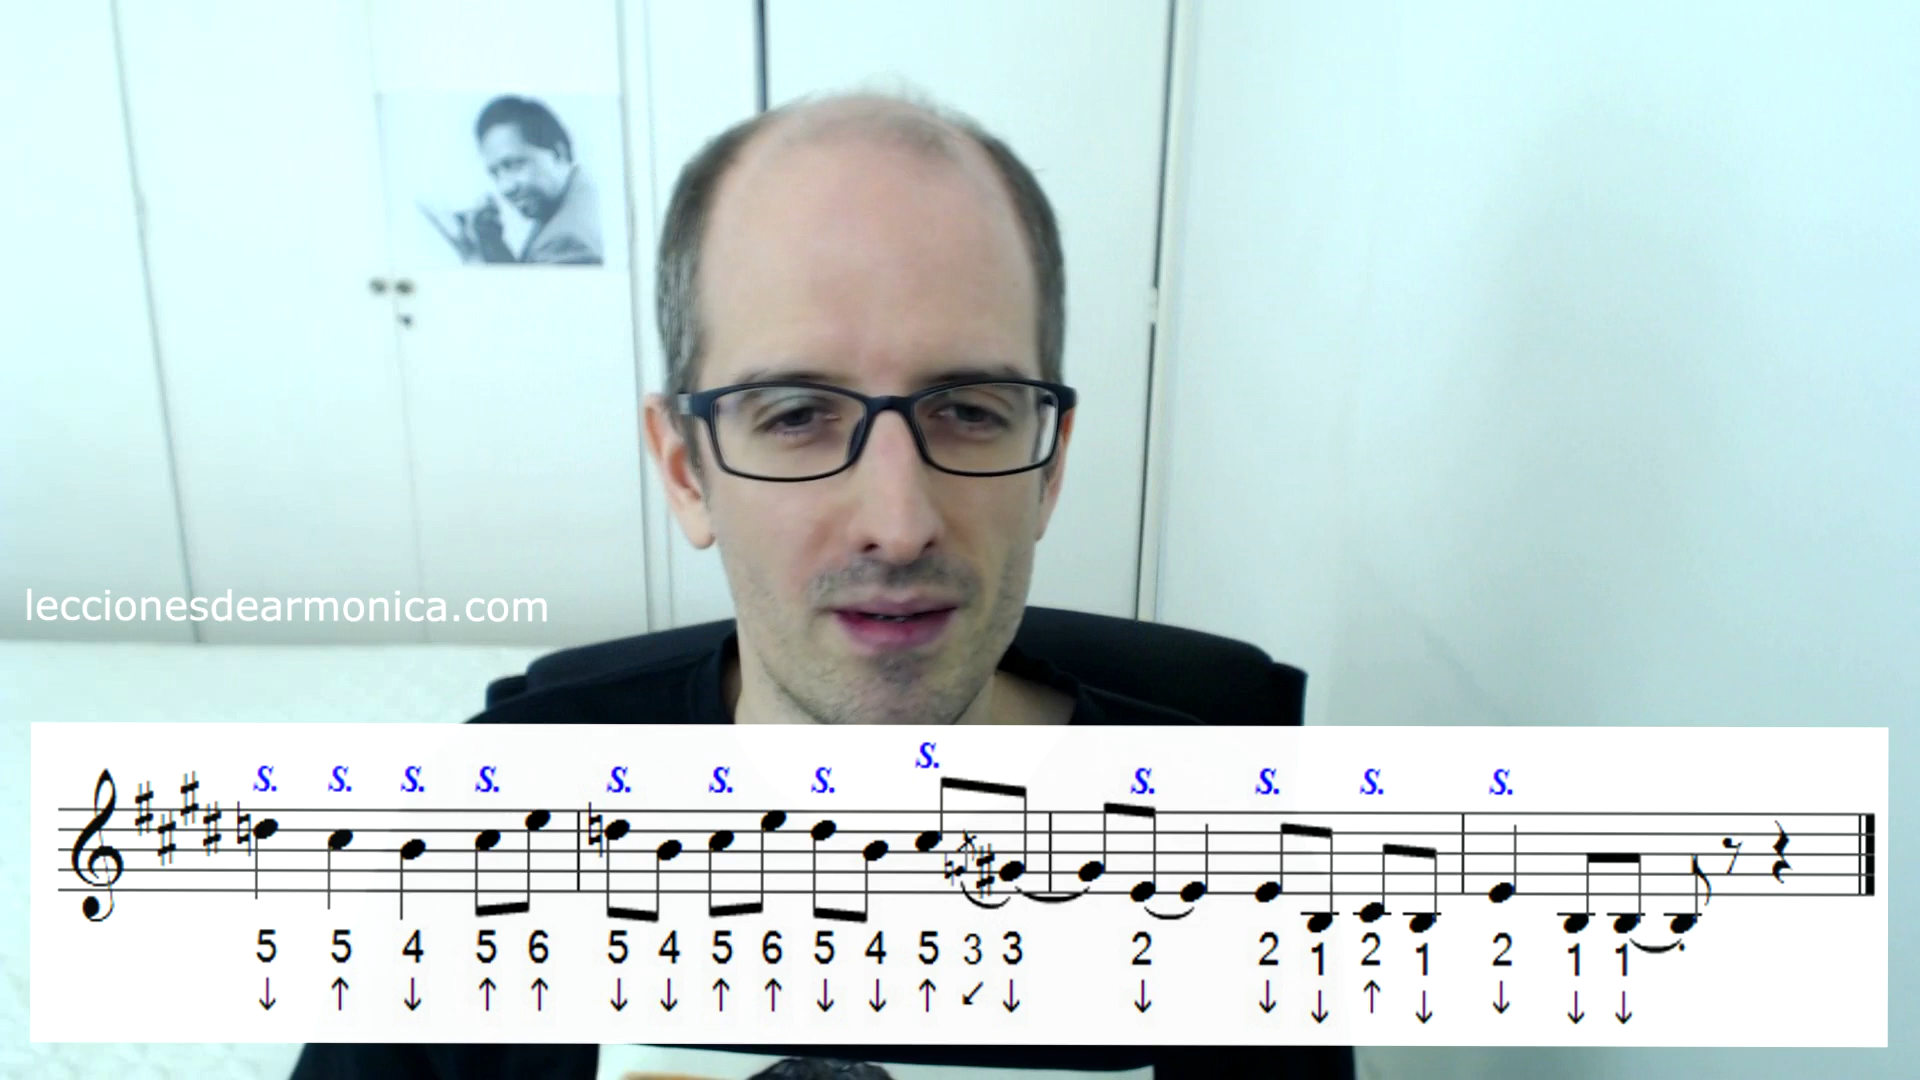 leccionesdearmonica.com
S. S. S. S. S. S. S. S. S. S. S. S.
5 5 4 5 6 5 4 5 6 5 4 5 3 3 2 2 1 2 1 2 1 1
↓ ↑ ↓ ↑ ↑ ↓ ↓ ↑ ↑ ↓ ↓ ↑ ↙ ↓ ↓ ↓ ↓ ↑ ↓ ↓ ↓ ↓